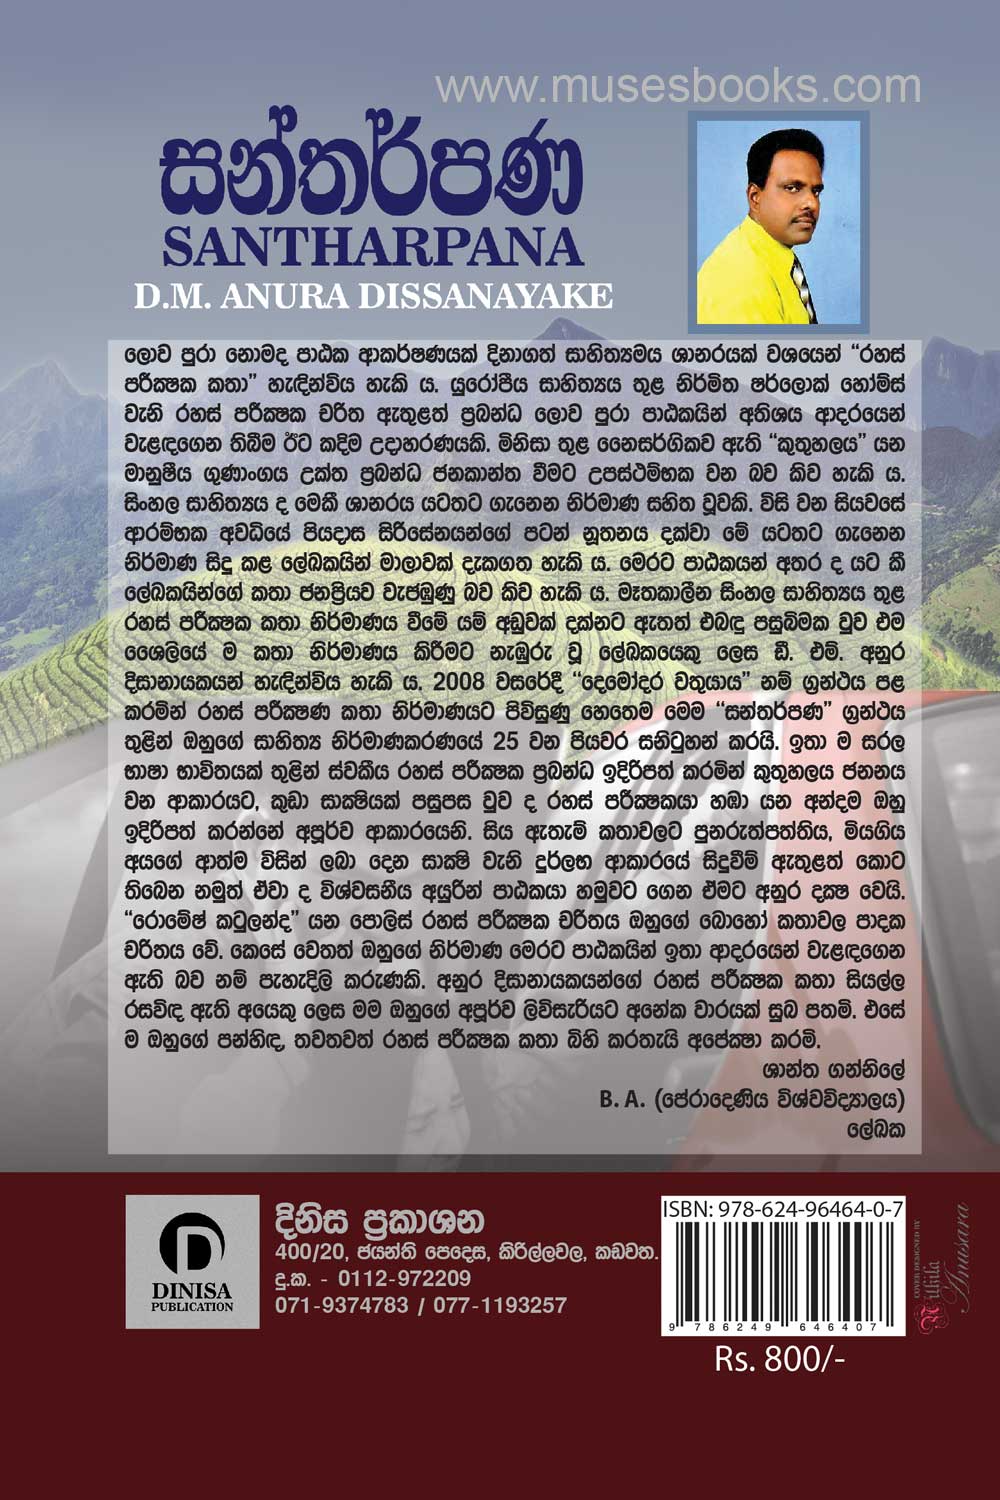 www.musesbooks.com
සන්තර්පණ
SANTHARPANA
D.M. ANURA DISSANAYAKE
ලොව පුරා නොමද පාඨක ආකර්ෂණයක් දිනාගත් සාහිත්‍යමය ශානරයක් වශයෙන් “රහස්
පරීක්ෂක කතා” හැඳින්විය හැකි ය. යුරෝපීය සාහිත්‍යය තුළ නිර්මිත ෂර්ලොක් හෝම්ස්
වැනි රහස් පරීක්ෂක චරිත ඇතුළත් ප්‍රබන්ධ ලොව පුරා පාඨකයින් අතිශය ආදරයෙන්
වැළඳගෙන තිබීම ඊට කදිම උදාහරණයකි. මිනිසා තුළ නෛසර්ගිකව ඇති “කුතුහලය” යන
මානුෂීය ගුණාංගය උක්ත ප්‍රබන්ධ ජනකාන්ත වීමට උපස්ථම්භක වන බව කිව හැකි ය.
සිංහල සාහිත්‍යය ද මෙකී ශානරය යටතට ගැනෙන නිර්මාණ සහිත වූවකි. විසි වන සියවසේ
ආරම්භක අවධියේ පියදාස සිරිසේනයන්ගේ පටන් නූතනය දක්වා මේ යටතට ගැනෙන
නිර්මාණ සිදු කළ ලේඛකයින් මාලාවක් දැකගත හැකි ය. මෙරට පාඨකයන් අතර ද යට කී
ලේඛකයින්ගේ කතා ජනප්‍රියව වැජඹුණු බව කිව හැකි ය. මෑතකාලීන සිංහල සාහිත්‍යය තුළ
රහස් පරීක්ෂක කතා නිර්මාණය වීමේ යම් අඩුවක් දක්නට ඇතත් එබඳු පසුබිමක වුව එම
ශෛලියේ ම කතා නිර්මාණය කිරීමට නැඹුරු වූ ලේඛකයෙකු ලෙස ඩී. එම්. අනුර
දිසානායකයන් හැඳින්විය හැකි ය. 2008 වසරේදී “දෙමෝදර වතුයාය” නම් ග්‍රන්ථය පළ
කරමින් රහස් පරීක්ෂණ කතා නිර්මාණයට පිවිසුණු හෙතෙම මෙම “සන්තර්පණ” ග්‍රන්ථය
තුළින් ඔහුගේ සාහිත්‍ය නිර්මාණකරණයේ 25 වන පියවර සනිටුහන් කරයි. ඉතා ම සරල
භාෂා භාවිතයක් තුළින් ස්වකීය රහස් පරීක්ෂක ප්‍රබන්ධ ඉදිරිපත් කරමින් කුතුහලය ජනනය
වන ආකාරයට, කුඩා සාක්ෂියක් පසුපස වුව ද රහස් පරීක්ෂකයා හඹා යන අන්දම ඔහු
ඉදිරිපත් කරන්නේ අපූර්ව ආකාරයෙනි. සිය ඇතැම් කතාවලට පුනරුත්පත්තිය, මියගිය
අයගේ ආත්ම විසින් ලබා දෙන සාක්ෂි වැනි දුර්ලභ ආකාරයේ සිදුවීම් ඇතුළත් කොට
තිබෙන නමුත් ඒවා ද විශ්වසනීය අයුරින් පාඨකයා හමුවට ගෙන ඒමට අනුර දක්ෂ වෙයි.
“රොමේෂ් කටුලන්ද” යන පොලිස් රහස් පරීක්ෂක චරිතය ඔහුගේ බොහෝ කතාවල පාදක
චරිතය වේ. කෙසේ වෙතත් ඔහුගේ නිර්මාණ මෙරට පාඨකයින් ඉතා ආදරයෙන් වැළඳගෙන
ඇති බව නම් පැහැදිලි කරුණකි. අනුර දිසානායකයන්ගේ රහස් පරීක්ෂක කතා සියල්ල
රසවිඳ ඇති අයෙකු ලෙස මම ඔහුගේ අපූර්ව ලිවිසැරියට අනේක වාරයක් සුබ පතමි. එසේ
ම ඔහුගේ පන්හිඳ, තවතවත් රහස් පරීක්ෂක කතා බිහි කරතැයි අපේක්ෂා කරමි.
ශාන්ත ගන්නිලේ
B. A. (පේරාදෙණිය විශ්වවිද්‍යාලය)
ලේඛක
දිනිස ප්‍රකාශන
400/20, ජයන්ති පෙදෙස, කිරිල්ලවල, කඩවත.
දු.ක. - 0112-972209
071-9374783 / 077-1193257
DINISA
PUBLICATION
ISBN: 978-624-96464-0-7
9 786249 646407
Rs. 800/-
COVER DESIGNED BY
Anusara